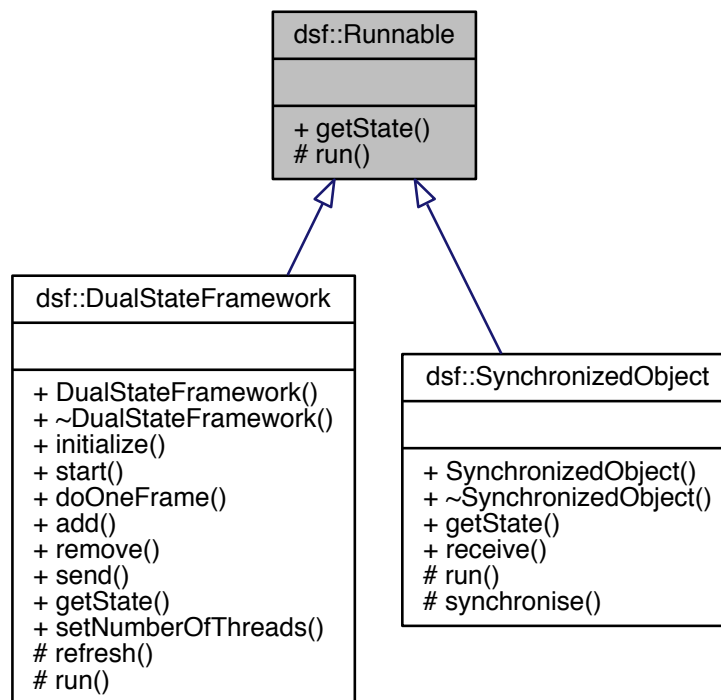 dsf::Runnable
+ getState()
# run()
dsf::DualStateFramework
+ DualStateFramework()
+ ~DualStateFramework()
+ initialize()
+ start()
+ doOneFrame()
+ add()
+ remove()
+ send()
+ getState()
+ setNumberOfThreads()
# refresh()
# run()
dsf::SynchronizedObject
+ SynchronizedObject()
+ ~SynchronizedObject()
+ getState()
+ receive()
# run()
# synchronise()